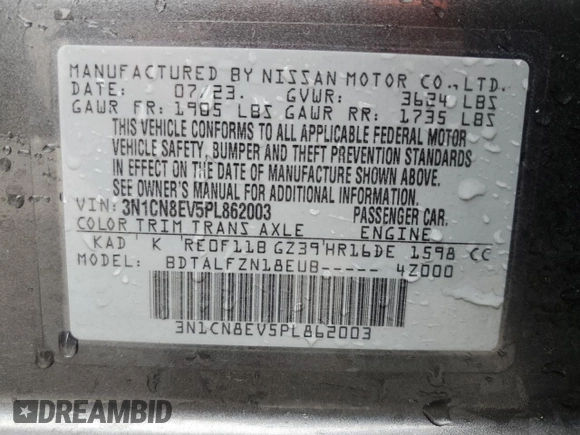 MANUFACTURED BY NISSAN MOTOR CO., LTD.
DATE: 07/23. GVWR: 3624 LBS
GAWR FR: 1905 LBS GAWR RR: 1735 LBS
THIS VEHICLE CONFORMS TO ALL APPLICABLE FEDERAL MOTOR
VEHICLE SAFETY, BUMPER AND THEFT PREVENTION STANDARDS
IN EFFECT ON THE DATE OF MANUFACTURE SHOWN ABOVE.
SEE OWNER'S MANUAL FOR ADDITIONAL INFORMATION.
VIN: 3N1CN8EV5PL862003 PASSENGER CAR.
COLOR TRIM TRANS AXLE ENGINE
KAD K RE0F11B GZ39 HR16DE 1598 CC
MODEL: BDTALFZN18EUB----- 4Z000
3N1CN8EV5PL862003
DREAMBID